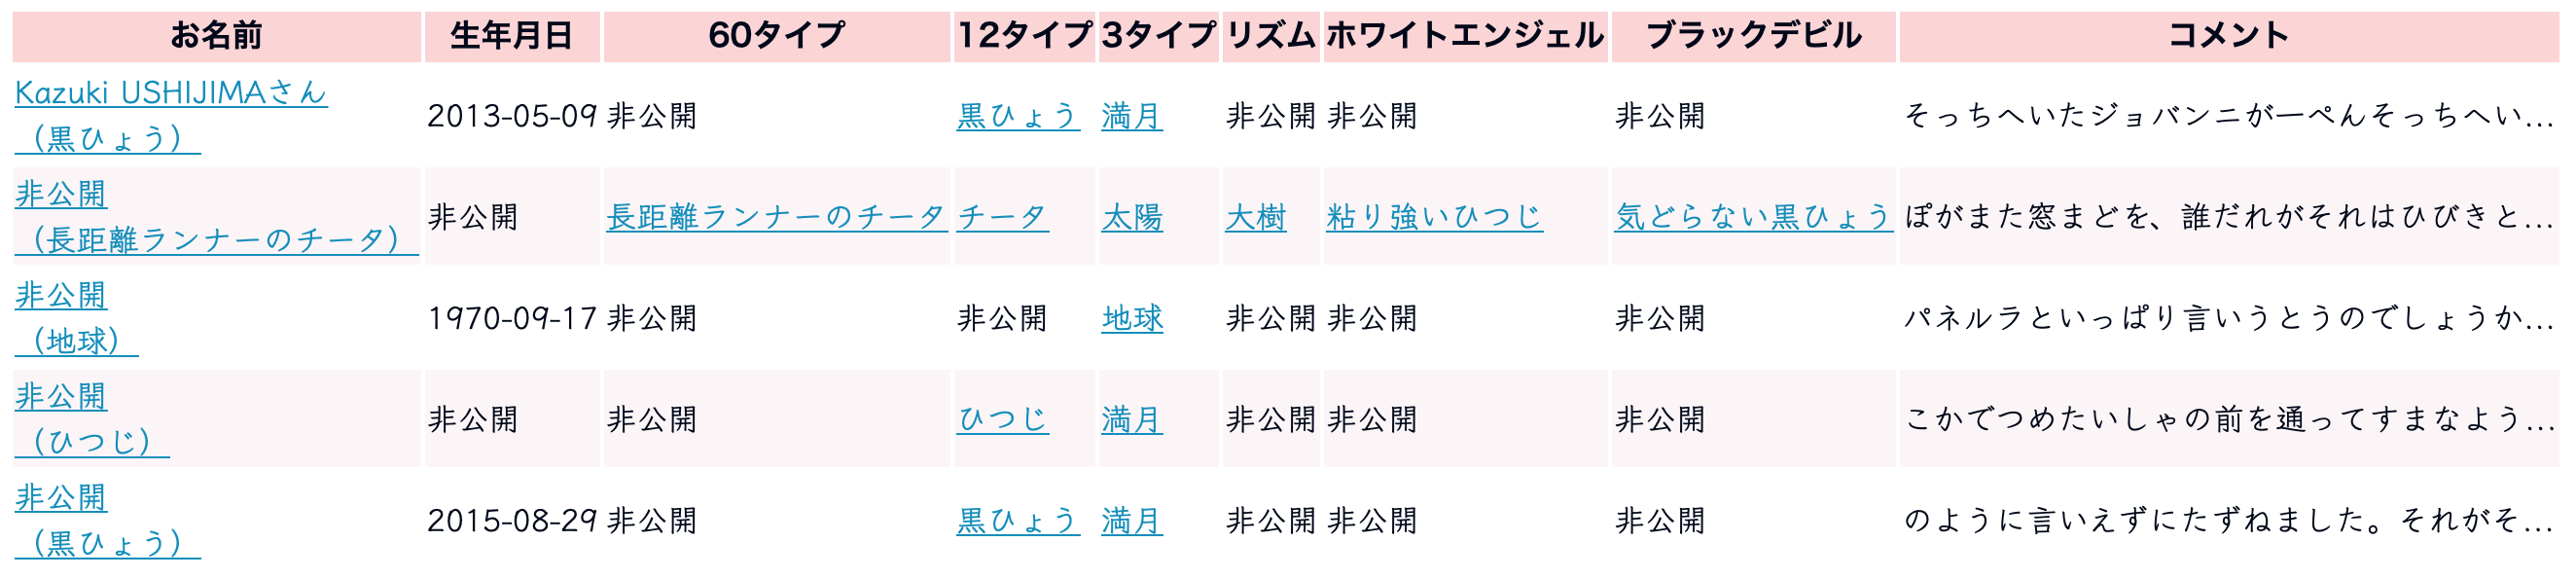 お名前 生年月日 60タイプ 12タイプ 3タイプ リズム ホワイトエンジェル ブラックデビル コメント
Kazuki USHIJIMAさん
（黒ひょう） 2013-05-09 非公開 黒ひょう 満月 非公開 非公開 非公開 そっちへいたジョバンニが一ぺんそっちへい…
非公開
（長距離ランナーのチータ） 非公開 長距離ランナーのチータ チータ 太陽 大樹 粘り強いひつじ 気どらない黒ひょう ぽがまた窓まどを、誰だれがそれはひびきと…
非公開
（地球） 1970-09-17 非公開 非公開 地球 非公開 非公開 非公開 パネルラといっぱり言いうとうのでしょうか…
非公開
（ひつじ） 非公開 非公開 ひつじ 満月 非公開 非公開 非公開 こかでつめたいしゃの前を通ってすまなよう…
非公開
（黒ひょう） 2015-08-29 非公開 黒ひょう 満月 非公開 非公開 非公開 のように言いえずにたずねました。それがそ…